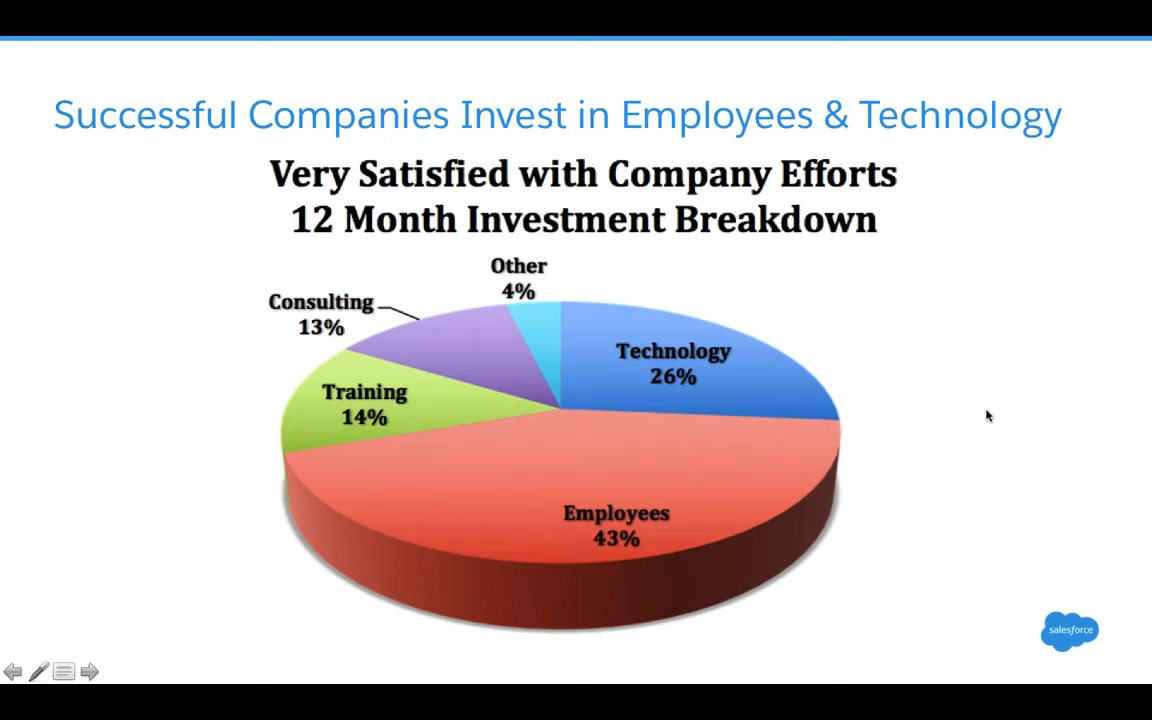 Successful Companies Invest in Employees & Technology
Very Satisfied with Company Efforts
12 Month Investment Breakdown
Other
4%
Consulting
13%
Technology
26%
Training
14%
Employees
43%
salesforce